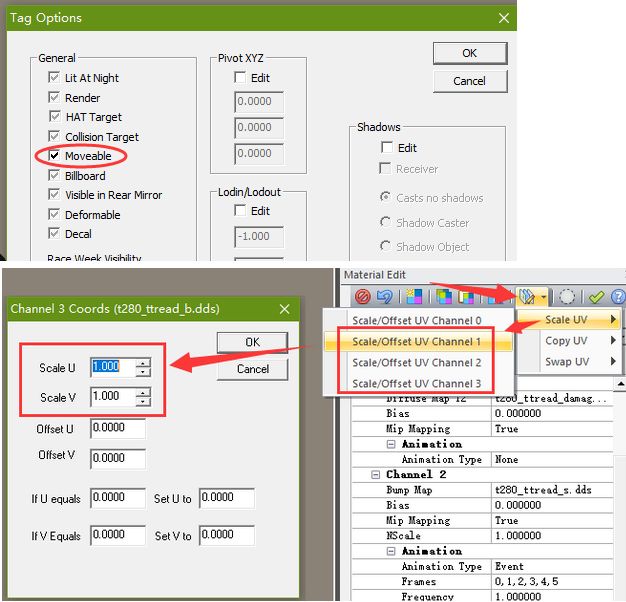 Tag Options
OK
Cancel
General
Lit At Night
Render
HAT Target
Collision Target
Moveable
Billboard
Visible in Rear Mirror
Deformable
Decal
Race Week Visibility
Pivot XYZ
Edit
0.0000
0.0000
0.0000
Lodin/Lodout
Edit
-1.000
Shadows
Edit
Receiver
Casts no shadows
Shadow Caster
Shadow Object
Channel 3 Coords (t280_ttread_b.dds)
OK
Cancel
Scale U 1.000
Scale V 1.000
Offset U 0.0000
Offset V 0.0000
If U equals 0.0000 Set U to 0.0000
If V Equals 0.0000 Set V to 0.0000
Material Edit
Scale/Offset UV Channel 0
Scale/Offset UV Channel 1
Scale/Offset UV Channel 2
Scale/Offset UV Channel 3
Scale UV
Copy UV
Swap UV
Diffuse Map T2 t280_ttread_damag...
Bias 0.000000
Mip Mapping True
Animation
Animation Type None
Channel 2
Bump Map t280_ttread_s.dds
Bias 0.000000
Mip Mapping True
NScale 1.000000
Animation
Animation Type Event
Frames 0,1,2,3,4,5
Frequency 1.000000